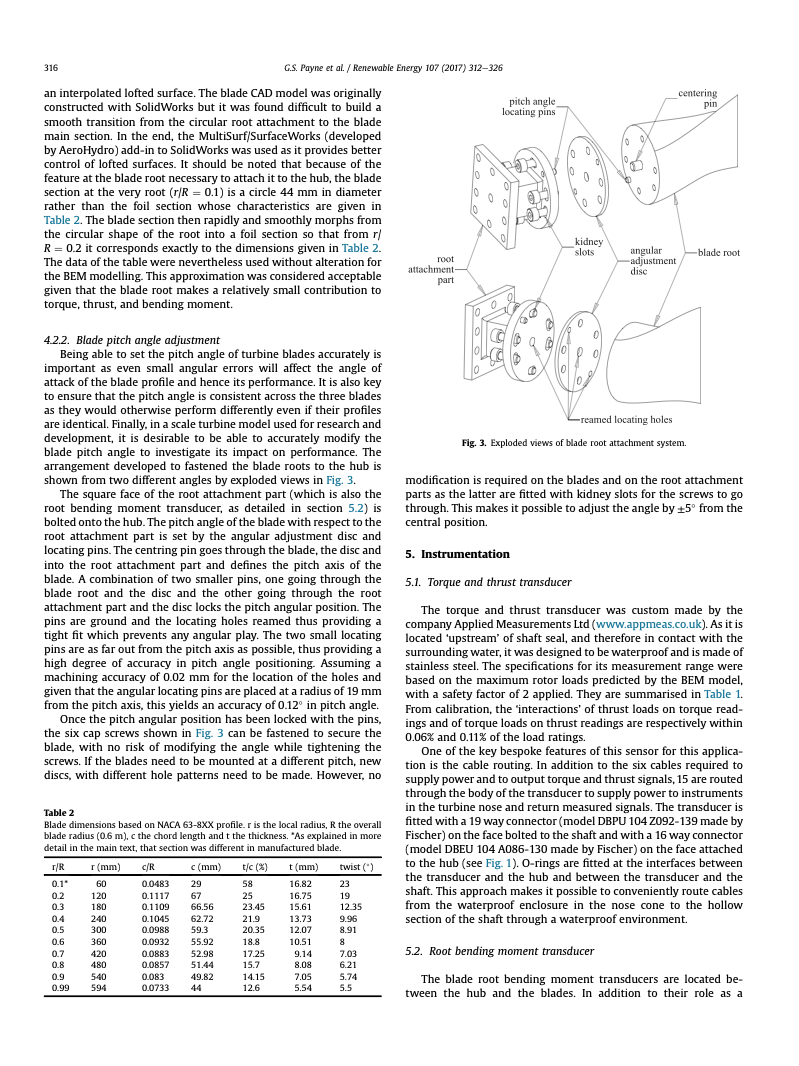 316
G.S. Payne et al. / Renewable Energy 107 (2017) 312–326
an interpolated lofted surface. The blade CAD model was originally
constructed with SolidWorks but it was found difficult to build a
smooth transition from the circular root attachment to the blade
main section. In the end, the MultiSurf/SurfaceWorks (developed
by AeroHydro) add-in to SolidWorks was used as it provides better
control of lofted surfaces. It should be noted that because of the
feature at the blade root necessary to attach it to the hub, the blade
section at the very root (r/R = 0.1) is a circle 44 mm in diameter
rather than the foil section whose characteristics are given in
Table 2. The blade section then rapidly and smoothly morphs from
the circular shape of the root into a foil section so that from r/
R = 0.2 it corresponds exactly to the dimensions given in Table 2.
The data of the table were nevertheless used without alteration for
the BEM modelling. This approximation was considered acceptable
given that the blade root makes a relatively small contribution to
torque, thrust, and bending moment.
4.2.2. Blade pitch angle adjustment
Being able to set the pitch angle of turbine blades accurately is
important as even small angular errors will affect the angle of
attack of the blade profile and hence its performance. It is also key
to ensure that the pitch angle is consistent across the three blades
as they would otherwise perform differently even if their profiles
are identical. Finally, in a scale turbine model used for research and
development, it is desirable to be able to accurately modify the
blade pitch angle to investigate its impact on performance. The
arrangement developed to fastened the blade roots to the hub is
shown from two different angles by exploded views in Fig. 3.
The square face of the root attachment part (which is also the
root bending moment transducer, as detailed in section 5.2) is
bolted onto the hub. The pitch angle of the blade with respect to the
root attachment part is set by the angular adjustment disc and
locating pins. The centring pin goes through the blade, the disc and
into the root attachment part and defines the pitch axis of the
blade. A combination of two smaller pins, one going through the
blade root and the disc and the other going through the root
attachment part and the disc locks the pitch angular position. The
pins are ground and the locating holes reamed thus providing a
tight fit which prevents any angular play. The two small locating
pins are as far out from the pitch axis as possible, thus providing a
high degree of accuracy in pitch angle positioning. Assuming a
machining accuracy of 0.02 mm for the location of the holes and
given that the angular locating pins are placed at a radius of 19 mm
from the pitch axis, this yields an accuracy of 0.12° in pitch angle.
Once the pitch angular position has been locked with the pins,
the six cap screws shown in Fig. 3 can be fastened to secure the
blade, with no risk of modifying the angle while tightening the
screws. If the blades need to be mounted at a different pitch, new
discs, with different hole patterns need to be made. However, no
Table 2
Blade dimensions based on NACA 63-8XX profile. r is the local radius, R the overall
blade radius (0.6 m), c the chord length and t the thickness. *As explained in more
detail in the main text, that section was different in manufactured blade.
r/R r (mm) c/R c (mm) t/c (%) t (mm) twist (°)
0.1* 60 0.0483 29 58 16.82 23
0.2 120 0.1117 67 25 16.75 19
0.3 180 0.1109 66.56 23.45 15.61 12.35
0.4 240 0.1045 62.72 21.9 13.73 9.96
0.5 300 0.0988 59.3 20.35 12.07 8.91
0.6 360 0.0932 55.92 18.8 10.51 8
0.7 420 0.0883 52.98 17.25 9.14 7.03
0.8 480 0.0857 51.44 15.7 8.08 6.21
0.9 540 0.083 49.82 14.15 7.05 5.74
0.99 594 0.0733 44 12.6 5.54 5.5
pitch angle
locating pins
centering
pin
kidney
slots
angular
adjustment
disc
blade root
root
attachment
part
reamed locating holes
Fig. 3. Exploded views of blade root attachment system.
modification is required on the blades and on the root attachment
parts as the latter are fitted with kidney slots for the screws to go
through. This makes it possible to adjust the angle by ±5° from the
central position.
5. Instrumentation
5.1. Torque and thrust transducer
The torque and thrust transducer was custom made by the
company Applied Measurements Ltd (www.appmeas.co.uk). As it is
located 'upstream' of shaft seal, and therefore in contact with the
surrounding water, it was designed to be waterproof and is made of
stainless steel. The specifications for its measurement range were
based on the maximum rotor loads predicted by the BEM model,
with a safety factor of 2 applied. They are summarised in Table 1.
From calibration, the 'interactions' of thrust loads on torque read-
ings and of torque loads on thrust readings are respectively within
0.06% and 0.11% of the load ratings.
One of the key bespoke features of this sensor for this applica-
tion is the cable routing. In addition to the six cables required to
supply power and to output torque and thrust signals, 15 are routed
through the body of the transducer to supply power to instruments
in the turbine nose and return measured signals. The transducer is
fitted with a 19 way connector (model DBPU 104 Z092-139 made by
Fischer) on the face bolted to the shaft and with a 16 way connector
(model DBEU 104 A086-130 made by Fischer) on the face attached
to the hub (see Fig. 1). O-rings are fitted at the interfaces between
the transducer and the hub and between the transducer and the
shaft. This approach makes it possible to conveniently route cables
from the waterproof enclosure in the nose cone to the hollow
section of the shaft through a waterproof environment.
5.2. Root bending moment transducer
The blade root bending moment transducers are located be-
tween the hub and the blades. In addition to their role as a